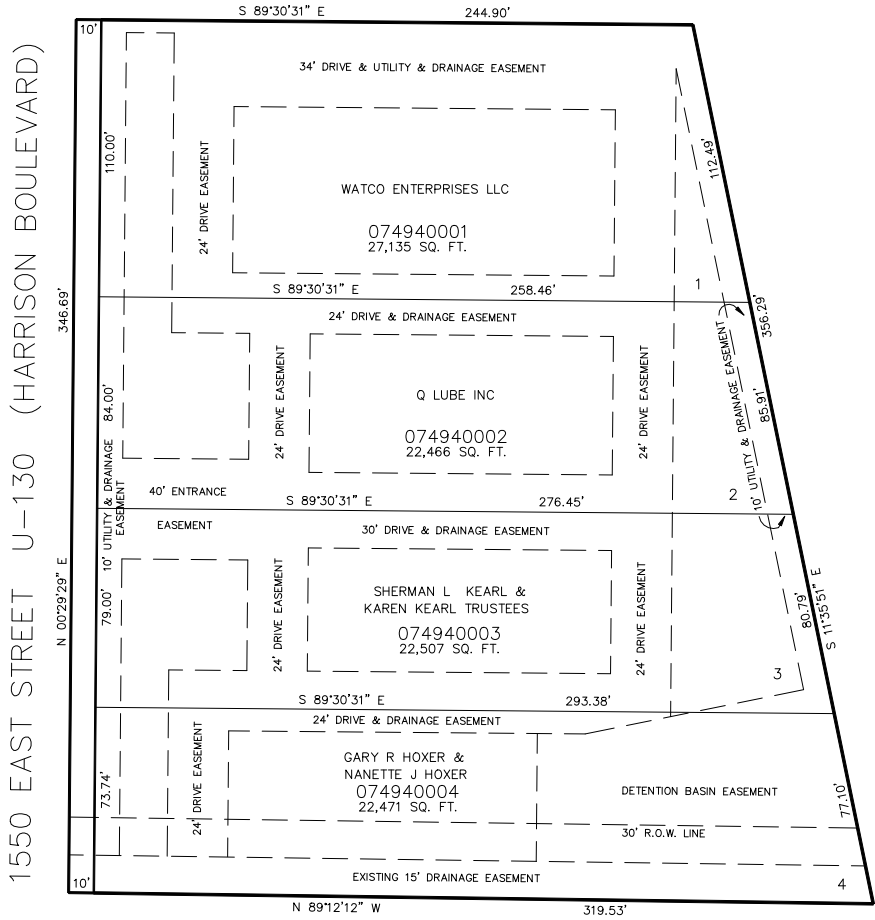 S 89°30'31" E 244.90'
10'
34' DRIVE & UTILITY & DRAINAGE EASEMENT
1550 EAST STREET U-130 (HARRISON BOULEVARD)
110.00'
24' DRIVE EASEMENT
112.49'
WATCO ENTERPRISES LLC
074940001
27,135 SQ. FT.
1
S 89°30'31" E 258.46'
346.69'
24' DRIVE & DRAINAGE EASEMENT
356.29'
84.00'
24' DRIVE EASEMENT
Q LUBE INC
074940002
22,466 SQ. FT.
24' DRIVE EASEMENT
10' UTILITY & DRAINAGE EASEMENT
85.91'
10' UTILITY & DRAINAGE
EASEMENT
40' ENTRANCE
EASEMENT
2
S 89°30'31" E 276.45'
30' DRIVE & DRAINAGE EASEMENT
N 00°29'29" E
79.00'
24' DRIVE EASEMENT
SHERMAN L KEARL &
KAREN KEARL TRUSTEES
074940003
22,507 SQ. FT.
24' DRIVE EASEMENT
80.79'
S 11°35'51" E
3
S 89°30'31" E 293.38'
24' DRIVE & DRAINAGE EASEMENT
73.74'
24' DRIVE EASEMENT
GARY R HOXER &
NANETTE J HOXER
074940004
22,471 SQ. FT.
DETENTION BASIN EASEMENT
77.10'
30' R.O.W. LINE
10'
EXISTING 15' DRAINAGE EASEMENT
4
N 89°12'12" W 319.53'